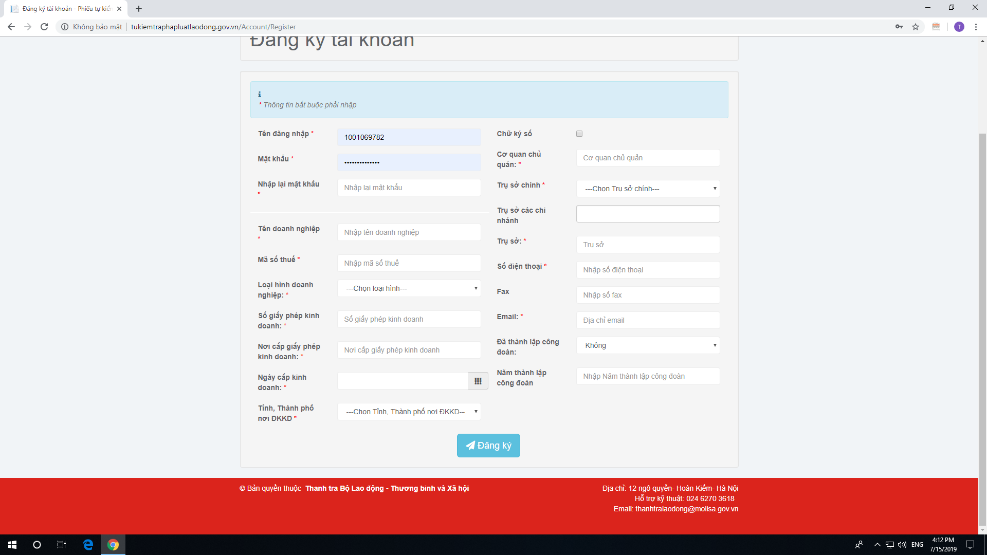 Đăng ký tài khoản - Phiếu tự kiể
Không bảo mật | tukiemtraphapluatlaodong.gov.vn/Account/Register
T
Đăng ký tài khoản
* Thông tin bắt buộc phải nhập
Tên đăng nhập *
1001069782
Mật khẩu *
••••••••••••••
Nhập lại mật khẩu *
Nhập lại mật khẩu
Tên doanh nghiệp *
Nhập tên doanh nghiệp
Mã số thuế *
Nhập mã số thuế
Loại hình doanh
nghiệp: *
---Chọn loại hình---
Số giấy phép kinh
doanh: *
Số giấy phép kinh doanh
Nơi cấp giấy phép
kinh doanh: *
Nơi cấp giấy phép kinh doanh
Ngày cấp kinh
doanh: *
Tỉnh, Thành phố
nơi ĐKKD *
---Chọn Tỉnh, Thành phố nơi ĐKKD---
Chữ ký số
Cơ quan chủ
quản: *
Cơ quan chủ quản
Trụ sở chính *
---Chọn Trụ sở chính---
Trụ sở các chi
nhánh
Trụ sở: *
Trụ sở
Số điện thoại *
Nhập số điện thoại
Fax
Nhập số fax
Email: *
Địa chỉ email
Đã thành lập công
đoàn:
Không
Năm thành lập
công đoàn
Nhập Năm thành lập công đoàn
Đăng ký
© Bản quyền thuộc Thanh tra Bộ Lao động - Thương binh và Xã hội
Địa chỉ: 12 ngô quyền Hoàn Kiếm Hà Nội
Hỗ trợ kỹ thuật: 024 6270 3618
Email: thanhtralaodong@molisa.gov.vn
ENG
4:12 PM
7/15/2019